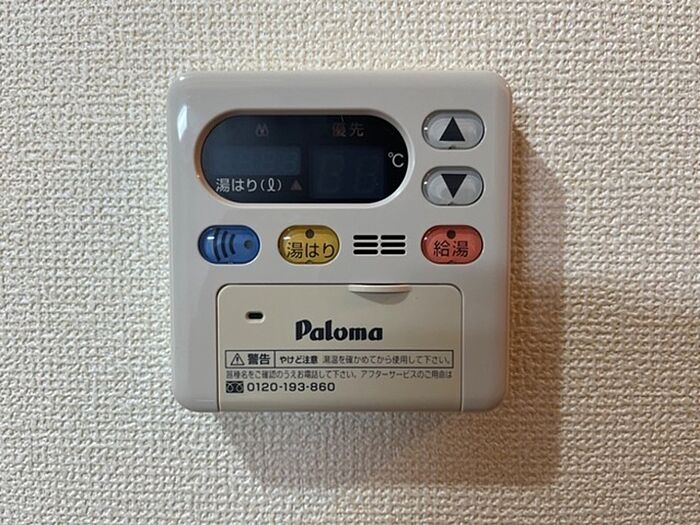 優先
℃
湯はり(ℓ)
湯はり
給湯
Paloma
警告 やけど注意 湯温を確かめてから使用して下さい。
器種名をご確認のうえお電話して下さい。アフターサービスのご用命は
0120-193-860